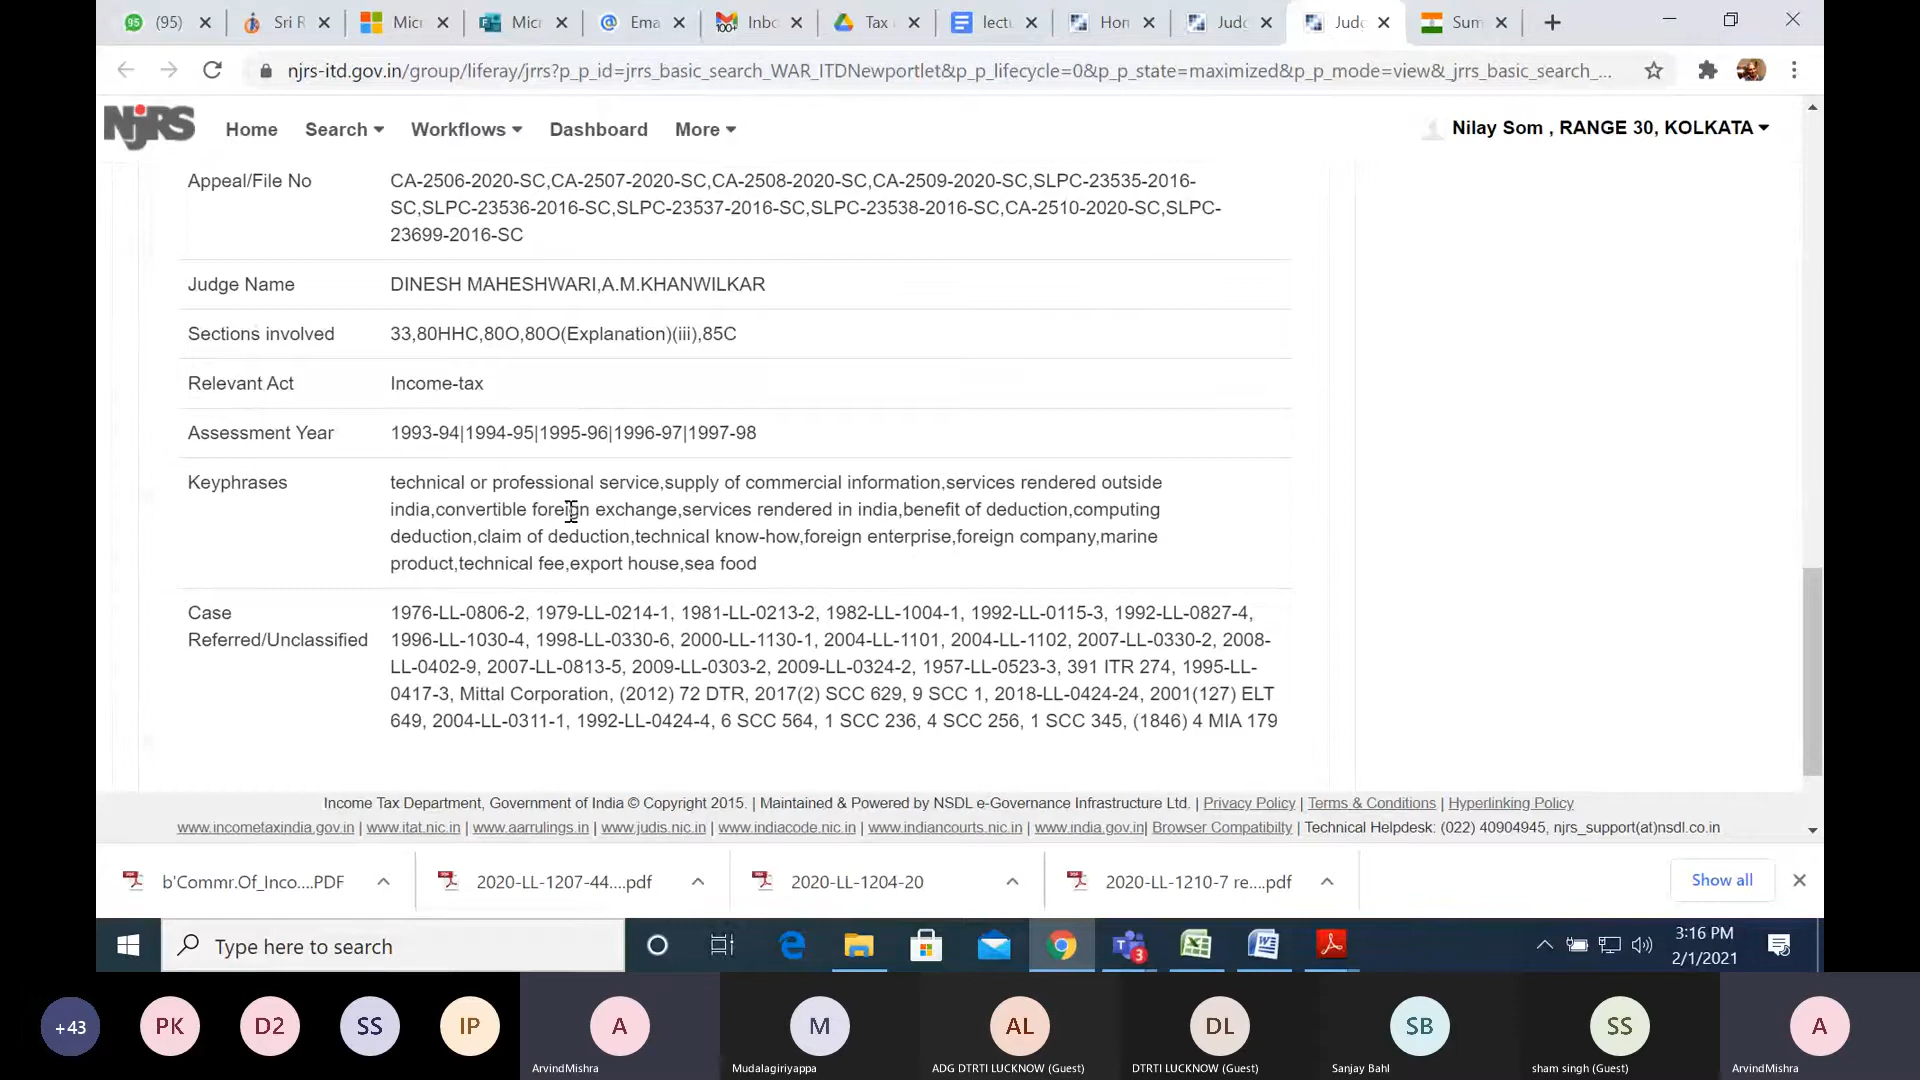 (95)
Sri R
Micr
Micr
Ema
Inbo
Tax
lectu
Hon
Judg
Judg
Sum
njrs-itd.gov.in/group/liferay/jrrs?p_p_id=jrrs_basic_search_WAR_ITDNewportlet&p_p_lifecycle=0&p_p_state=maximized&p_p_mode=view&_jrrs_basic_search_...
NJRS Home Search Workflows Dashboard More Nilay Som , RANGE 30, KOLKATA
Appeal/File No CA-2506-2020-SC,CA-2507-2020-SC,CA-2508-2020-SC,CA-2509-2020-SC,SLPC-23535-2016-
SC,SLPC-23536-2016-SC,SLPC-23537-2016-SC,SLPC-23538-2016-SC,CA-2510-2020-SC,SLPC-
23699-2016-SC
Judge Name DINESH MAHESHWARI,A.M.KHANWILKAR
Sections involved 33,80HHC,80O,80O(Explanation)(iii),85C
Relevant Act Income-tax
Assessment Year 1993-94|1994-95|1995-96|1996-97|1997-98
Keyphrases technical or professional service,supply of commercial information,services rendered outside
india,convertible foreign exchange,services rendered in india,benefit of deduction,computing
deduction,claim of deduction,technical know-how,foreign enterprise,foreign company,marine
product,technical fee,export house,sea food
Case 1976-LL-0806-2, 1979-LL-0214-1, 1981-LL-0213-2, 1982-LL-1004-1, 1992-LL-0115-3, 1992-LL-0827-4,
Referred/Unclassified 1996-LL-1030-4, 1998-LL-0330-6, 2000-LL-1130-1, 2004-LL-1101, 2004-LL-1102, 2007-LL-0330-2, 2008-
LL-0402-9, 2007-LL-0813-5, 2009-LL-0303-2, 2009-LL-0324-2, 1957-LL-0523-3, 391 ITR 274, 1995-LL-
0417-3, Mittal Corporation, (2012) 72 DTR, 2017(2) SCC 629, 9 SCC 1, 2018-LL-0424-24, 2001(127) ELT
649, 2004-LL-0311-1, 1992-LL-0424-4, 6 SCC 564, 1 SCC 236, 4 SCC 256, 1 SCC 345, (1846) 4 MIA 179
Income Tax Department, Government of India © Copyright 2015. | Maintained & Powered by NSDL e-Governance Infrastructure Ltd. | Privacy Policy | Terms & Conditions | Hyperlinking Policy
www.incometaxindia.gov.in | www.itat.nic.in | www.aarrulings.in | www.judis.nic.in | www.indiacode.nic.in | www.indiancourts.nic.in | www.india.gov.in| Browser Compatibilty | Technical Helpdesk: (022) 40904945, njrs_support(at)nsdl.co.in
b'Commr.Of_Inco....PDF
2020-LL-1207-44....pdf
2020-LL-1204-20
2020-LL-1210-7 re....pdf
Show all
Type here to search
3
3:16 PM
2/1/2021
+43
PK
D2
SS
IP
A
M
AL
DL
SB
SS
A
ArvindMishra
Mudalagiriyappa
ADG DTRTI LUCKNOW (Guest)
DTRTI LUCKNOW (Guest)
Sanjay Bahl
sham singh (Guest)
ArvindMishra